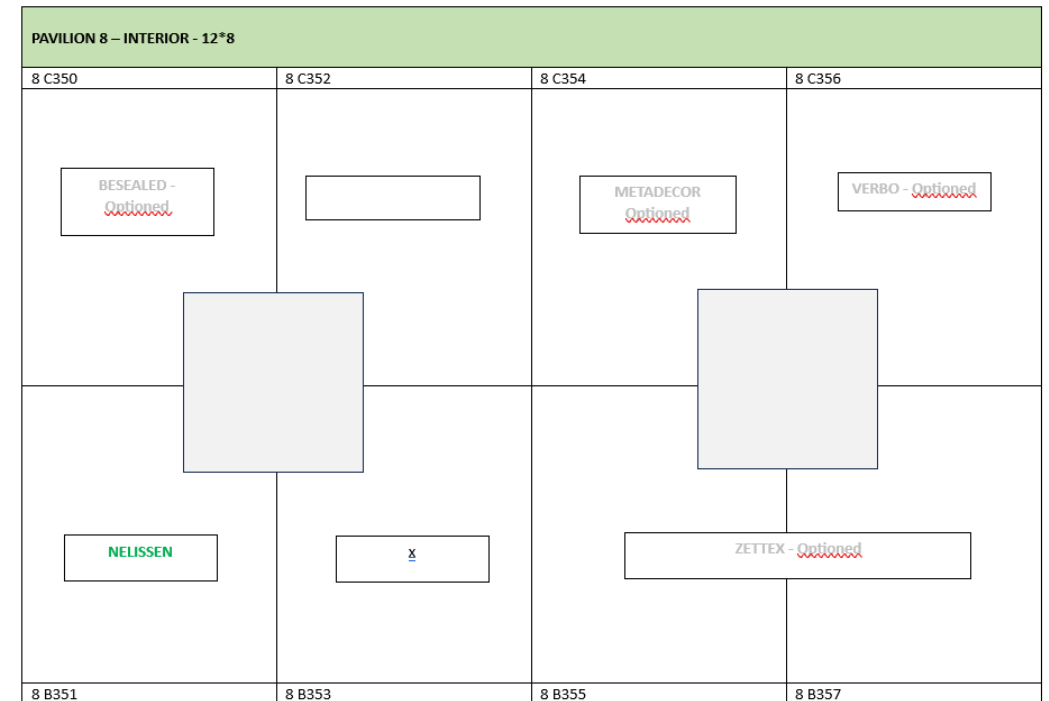 PAVILION 8 – INTERIOR - 12*8
8 C350
8 C352
8 C354
8 C356
BESEALED -
Optioned
METADECOR
Optioned
VERBO - Optioned
NELISSEN
x
ZETTEX - Optioned
8 B351
8 B353
8 B355
8 B357